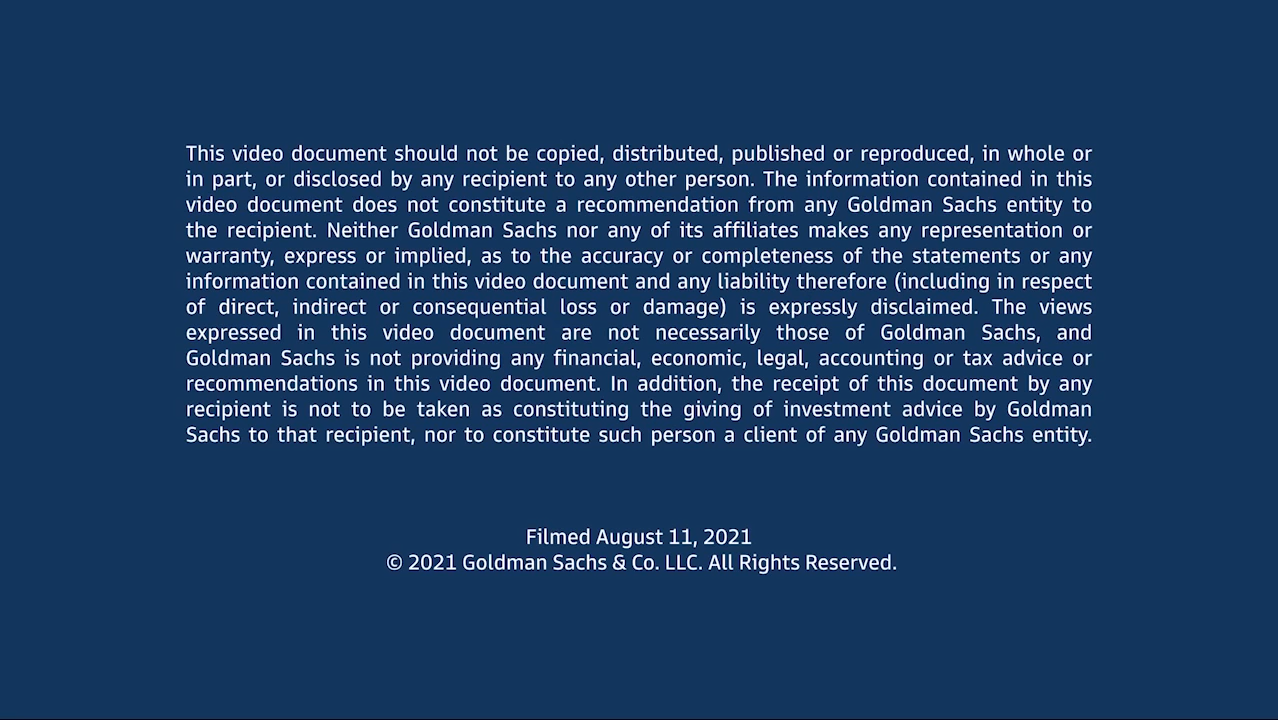 This video document should not be copied, distributed, published or reproduced, in whole or
in part, or disclosed by any recipient to any other person. The information contained in this
video document does not constitute a recommendation from any Goldman Sachs entity to
the recipient. Neither Goldman Sachs nor any of its affiliates makes any representation or
warranty, express or implied, as to the accuracy or completeness of the statements or any
information contained in this video document and any liability therefore (including in respect
of direct, indirect or consequential loss or damage) is expressly disclaimed. The views
expressed in this video document are not necessarily those of Goldman Sachs, and
Goldman Sachs is not providing any financial, economic, legal, accounting or tax advice or
recommendations in this video document. In addition, the receipt of this document by any
recipient is not to be taken as constituting the giving of investment advice by Goldman
Sachs to that recipient, nor to constitute such person a client of any Goldman Sachs entity.
Filmed August 11, 2021
© 2021 Goldman Sachs & Co. LLC. All Rights Reserved.